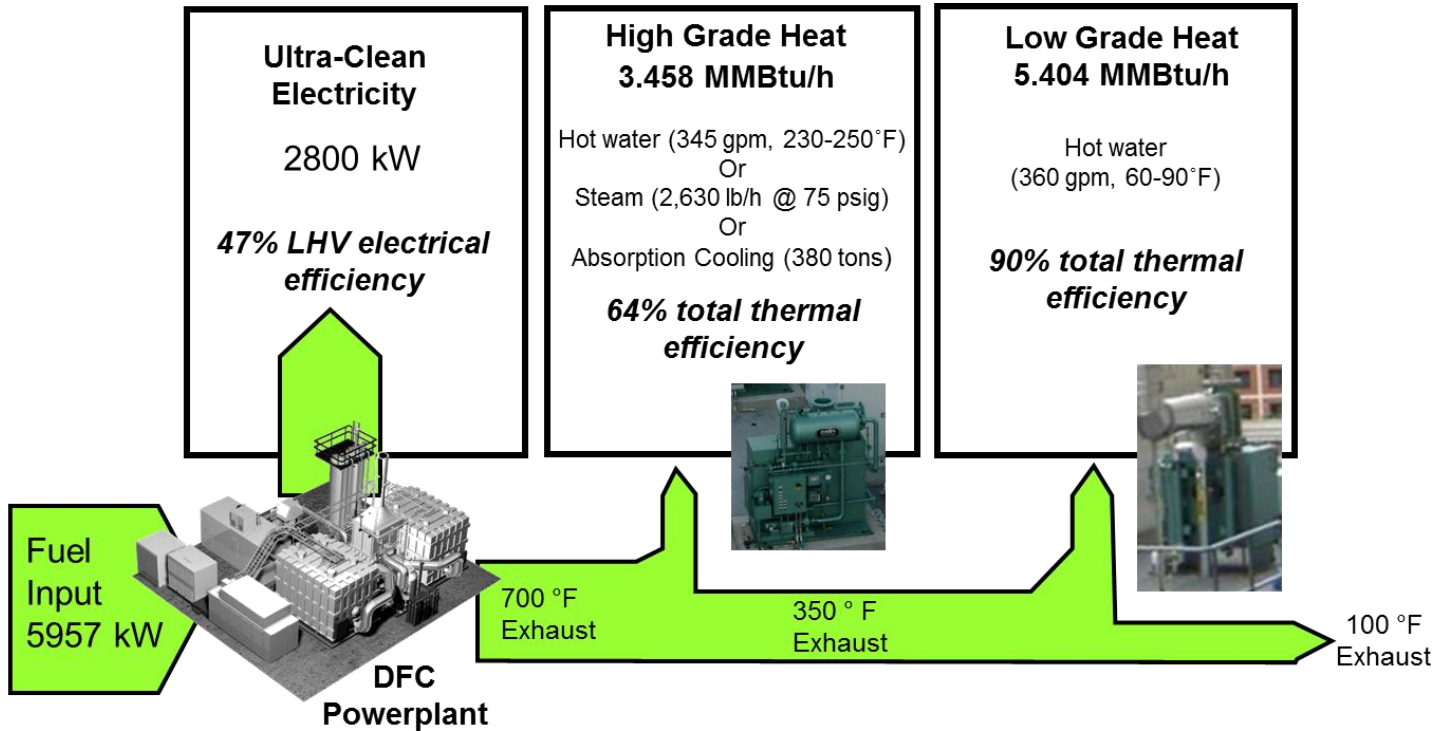 Ultra-Clean
Electricity
2800 kW
47% LHV electrical
efficiency
High Grade Heat
3.458 MMBtu/h
Hot water (345 gpm, 230-250˚F)
Or
Steam (2,630 lb/h @ 75 psig)
Or
Absorption Cooling (380 tons)
64% total thermal
efficiency
Low Grade Heat
5.404 MMBtu/h
Hot water
(360 gpm, 60-90˚F)
90% total thermal
efficiency
Fuel
Input
5957 kW
DFC
Powerplant
700 °F
Exhaust
350 ° F
Exhaust
100 °F
Exhaust